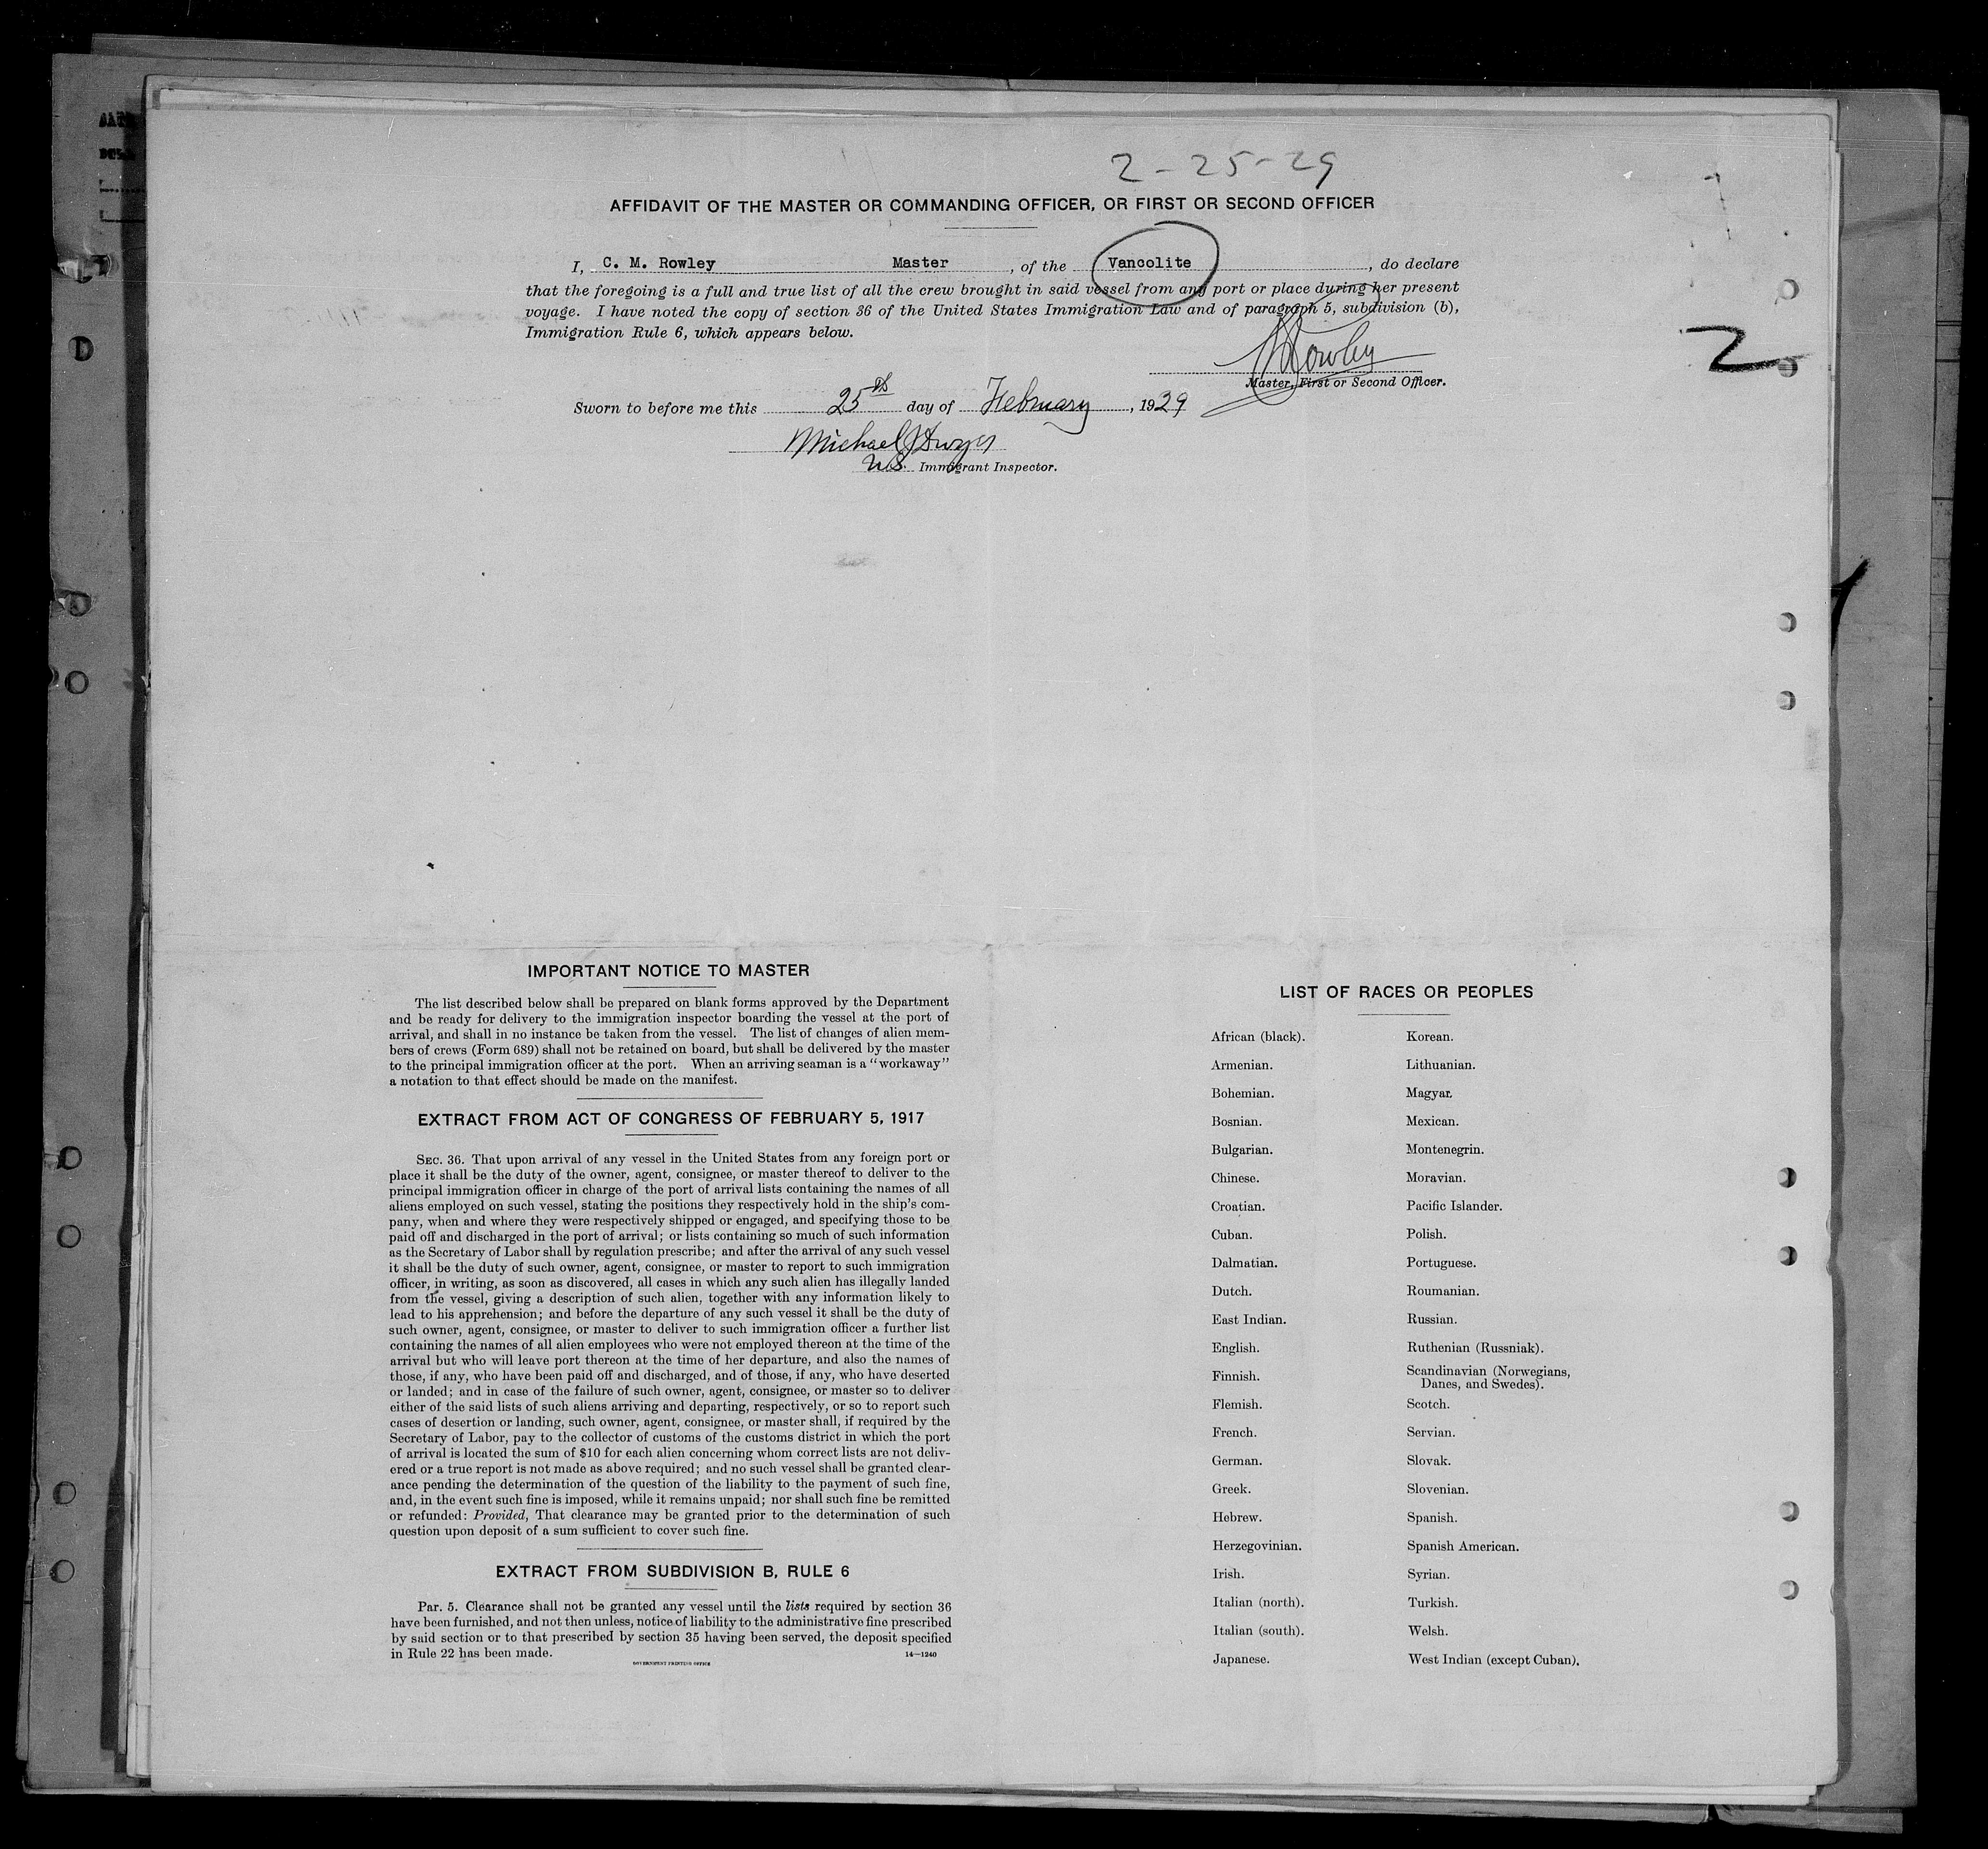 2-25-29
AFFIDAVIT OF THE MASTER OR COMMANDING OFFICER, OR FIRST OR SECOND OFFICER
I, C. M. Rowley Master, of the Vancolite, do declare
that the foregoing is a full and true list of all the crew brought in said vessel from any port or place during her present
voyage. I have noted the copy of section 36 of the United States Immigration Law and of paragraph 5, subdivision (b),
Immigration Rule 6, which appears below.
2
Rowley
Master, First or Second Officer.
Sworn to before me this 25th day of February, 1929
Michael J Dwyer
U.S. Immigrant Inspector.
IMPORTANT NOTICE TO MASTER
The list described below shall be prepared on blank forms approved by the Department
and be ready for delivery to the immigration inspector boarding the vessel at the port of
arrival, and shall in no instance be taken from the vessel. The list of changes of alien mem-
bers of crews (Form 689) shall not be retained on board, but shall be delivered by the master
to the principal immigration officer at the port. When an arriving seaman is a "workaway"
a notation to that effect should be made on the manifest.
EXTRACT FROM ACT OF CONGRESS OF FEBRUARY 5, 1917
SEC. 36. That upon arrival of any vessel in the United States from any foreign port or
place it shall be the duty of the owner, agent, consignee, or master thereof to deliver to the
principal immigration officer in charge of the port of arrival lists containing the names of all
aliens employed on such vessel, stating the positions they respectively hold in the ship's com-
pany, when and where they were respectively shipped or engaged, and specifying those to be
paid off and discharged in the port of arrival; or lists containing so much of such information
as the Secretary of Labor shall by regulation prescribe; and after the arrival of any such vessel
it shall be the duty of such owner, agent, consignee, or master to report to such immigration
officer, in writing, as soon as discovered, all cases in which any such alien has illegally landed
from the vessel, giving a description of such alien, together with any information likely to
lead to his apprehension; and before the departure of any such vessel it shall be the duty of
such owner, agent, consignee, or master to deliver to such immigration officer a further list
containing the names of all alien employees who were not employed thereon at the time of the
arrival but who will leave port thereon at the time of her departure, and also the names of
those, if any, who have been paid off and discharged, and of those, if any, who have deserted
or landed; and in case of the failure of such owner, agent, consignee, or master so to deliver
either of the said lists of such aliens arriving and departing, respectively, or so to report such
cases of desertion or landing, such owner, agent, consignee, or master shall, if required by the
Secretary of Labor, pay to the collector of customs of the customs district in which the port
of arrival is located the sum of $10 for each alien concerning whom correct lists are not deliv-
ered or a true report is not made as above required; and no such vessel shall be granted clear-
ance pending the determination of the question of the liability to the payment of such fine,
and, in the event such fine is imposed, while it remains unpaid; nor shall such fine be remitted
or refunded: Provided, That clearance may be granted prior to the determination of such
question upon deposit of a sum sufficient to cover such fine.
EXTRACT FROM SUBDIVISION B, RULE 6
Par. 5. Clearance shall not be granted any vessel until the lists required by section 36
have been furnished, and not then unless, notice of liability to the administrative fine prescribed
by said section or to that prescribed by section 35 having been served, the deposit specified
in Rule 22 has been made.
14—1240
GOVERNMENT PRINTING OFFICE
LIST OF RACES OR PEOPLES
African (black).
Armenian.
Bohemian.
Bosnian.
Bulgarian.
Chinese.
Croatian.
Cuban.
Dalmatian.
Dutch.
East Indian.
English.
Finnish.
Flemish.
French.
German.
Greek.
Hebrew.
Herzegovinian.
Irish.
Italian (north).
Italian (south).
Japanese.
Korean.
Lithuanian.
Magyar.
Mexican.
Montenegrin.
Moravian.
Pacific Islander.
Polish.
Portuguese.
Roumanian.
Russian.
Ruthenian (Russniak).
Scandinavian (Norwegians,
Danes, and Swedes).
Scotch.
Servian.
Slovak.
Slovenian.
Spanish.
Spanish American.
Syrian.
Turkish.
Welsh.
West Indian (except Cuban).